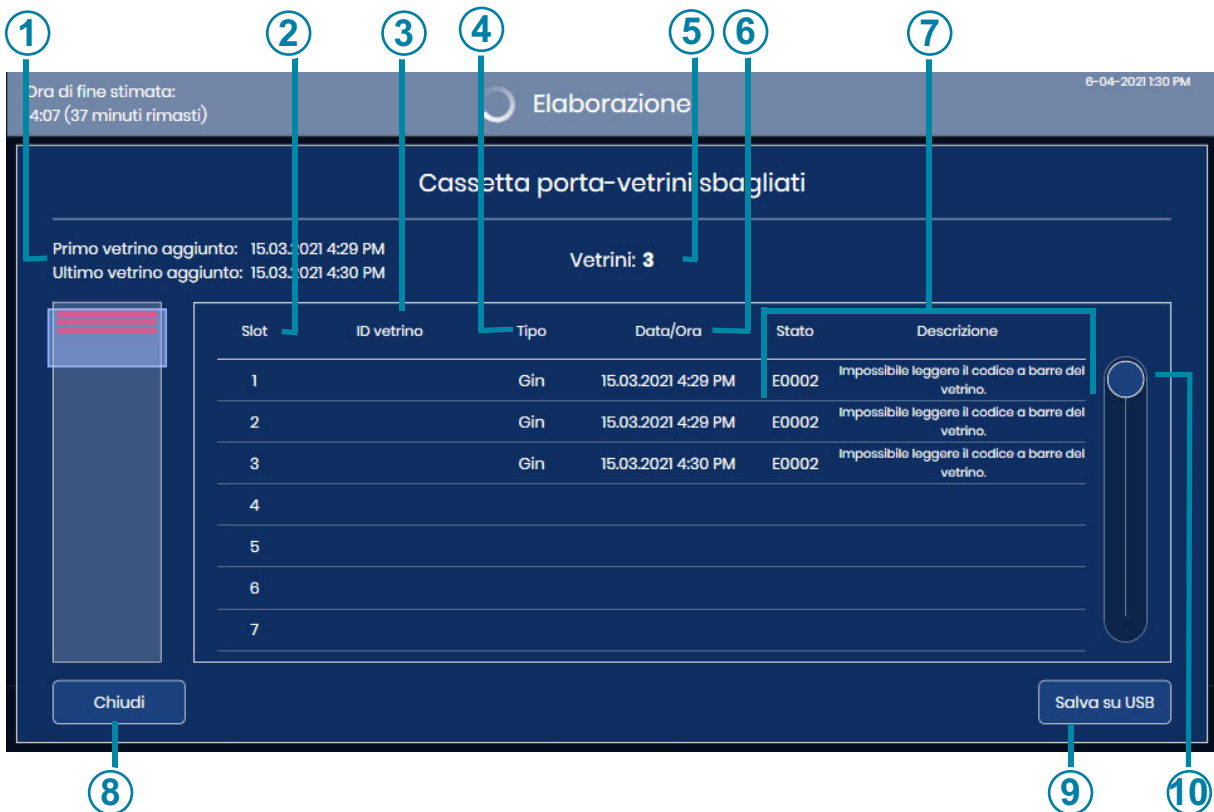 1 2 3 4 5 6 7
6-04-2021 1:30 PM
Ora di fine stimata:
4:07 (37 minuti rimasti)
Elaborazione
Cassetta porta-vetrini sbagliati
Primo vetrino aggiunto: 15.03.2021 4:29 PM
Ultimo vetrino aggiunto: 15.03.2021 4:30 PM
Vetrini: 3
Slot ID vetrino Tipo Data/Ora Stato Descrizione
1 Gin 15.03.2021 4:29 PM E0002 Impossibile leggere il codice a barre del
vetrino.
2 Gin 15.03.2021 4:29 PM E0002 Impossibile leggere il codice a barre del
vetrino.
3 Gin 15.03.2021 4:30 PM E0002 Impossibile leggere il codice a barre del
vetrino.
4
5
6
7
10
Chiudi
Salva su USB
8 9